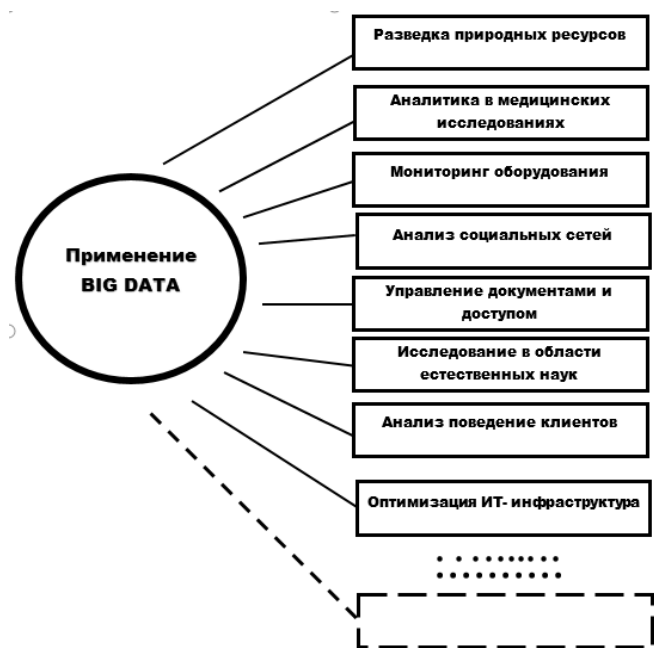 Разведка природных ресурсов
Аналитика в медицинских
исследованиях
Мониторинг оборудования
Применение
BIG DATA
Анализ социальных сетей
Управление документами и
доступом
Исследование в области
естественных наук
Анализ поведение клиентов
Оптимизация ИТ- инфраструктура